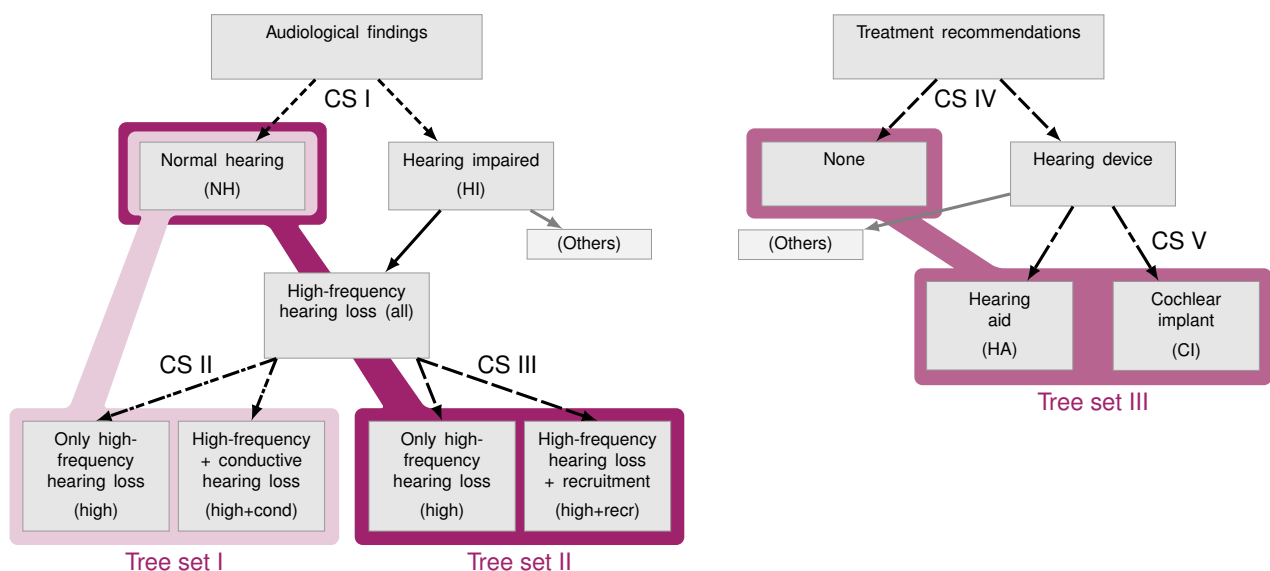 Audiological findings
CS I
Normal hearing
(NH)
Hearing impaired
(HI)
(Others)
High-frequency
hearing loss (all)
CS II
CS III
Only high-
frequency
hearing loss
(high)
High-frequency
+ conductive
hearing loss
(high+cond)
Only high-
frequency
hearing loss
(high)
High-frequency
hearing loss
+ recruitment
(high+recr)
Tree set I
Tree set II
Treatment recommendations
CS IV
None
Hearing device
(Others)
CS V
Hearing
aid
(HA)
Cochlear
implant
(CI)
Tree set III